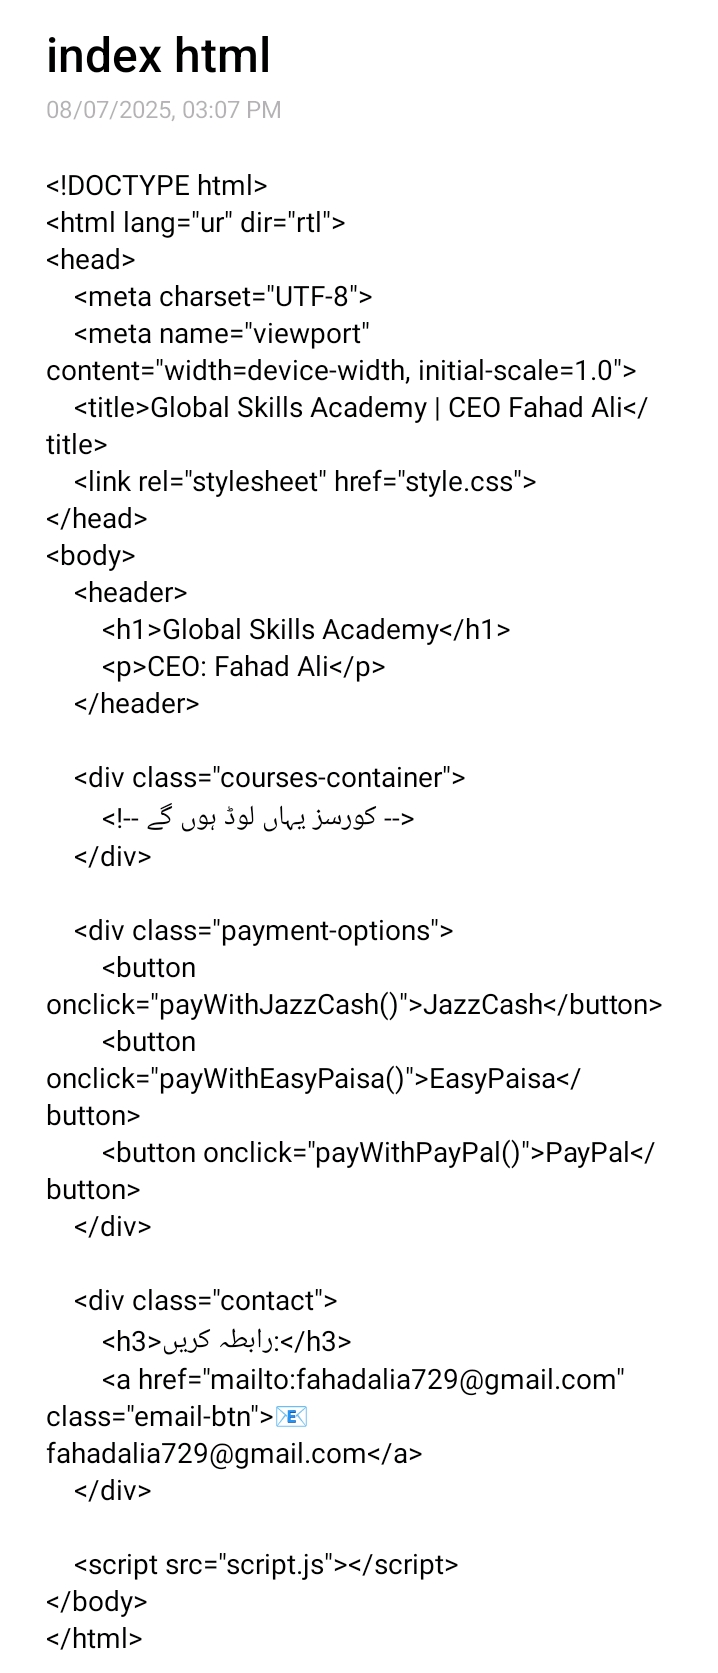 index html
08/07/2025, 03:07 PM
<!DOCTYPE html>
<html lang="ur" dir="rtl">
<head>
    <meta charset="UTF-8">
    <meta name="viewport"
content="width=device-width, initial-scale=1.0">
    <title>Global Skills Academy | CEO Fahad Ali</
title>
    <link rel="stylesheet" href="style.css">
</head>
<body>
    <header>
        <h1>Global Skills Academy</h1>
        <p>CEO: Fahad Ali</p>
    </header>

    <div class="courses-container">
        <!-- کورسز یہاں لوڈ ہوں گے -->
    </div>

    <div class="payment-options">
        <button
onclick="payWithJazzCash()">JazzCash</button>
        <button
onclick="payWithEasyPaisa()">EasyPaisa</
button>
        <button onclick="payWithPayPal()">PayPal</
button>
    </div>

    <div class="contact">
        <h3>رابطہ کریں:</h3>
        <a href="mailto:fahadalia729@gmail.com"
class="email-btn">📧
fahadalia729@gmail.com</a>
    </div>

    <script src="script.js"></script>
</body>
</html>